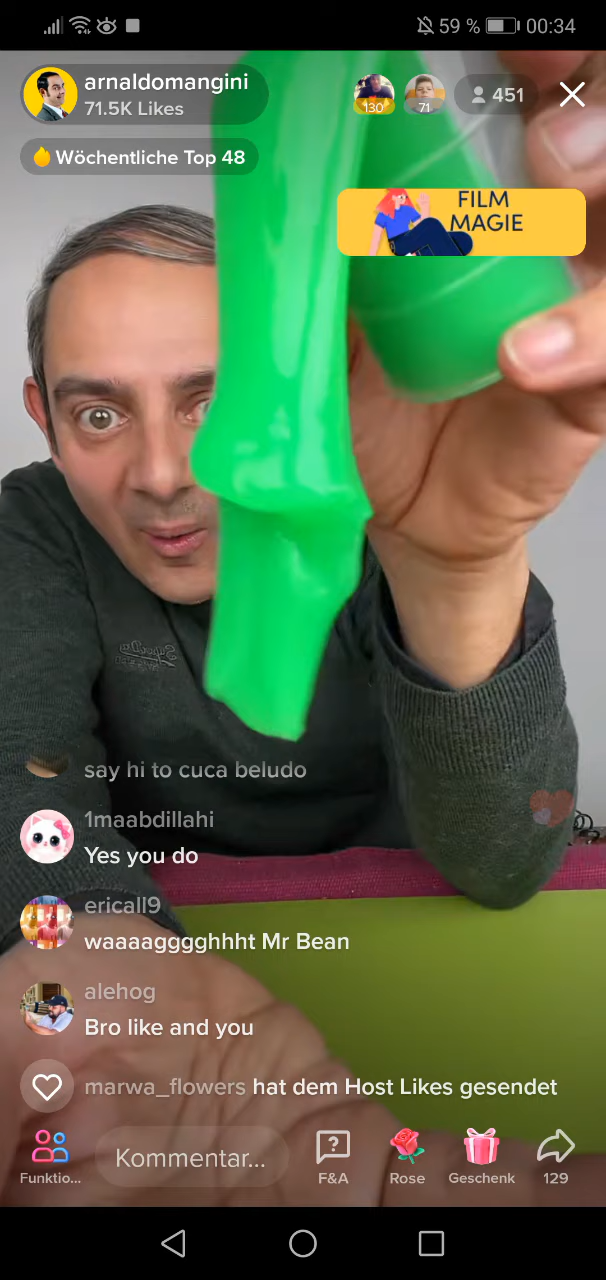 59 % 00:34
arnaldomangini
71.5K Likes
130
71
451
Wöchentliche Top 48
FILM
MAGIE
say hi to cuca beludo
1maabdillahi
Yes you do
ericall9
waaaagggghhht Mr Bean
alehog
Bro like and you
marwa_flowers hat dem Host Likes gesendet
Kommentar...
Funktio...
F&A
Rose
Geschenk
129